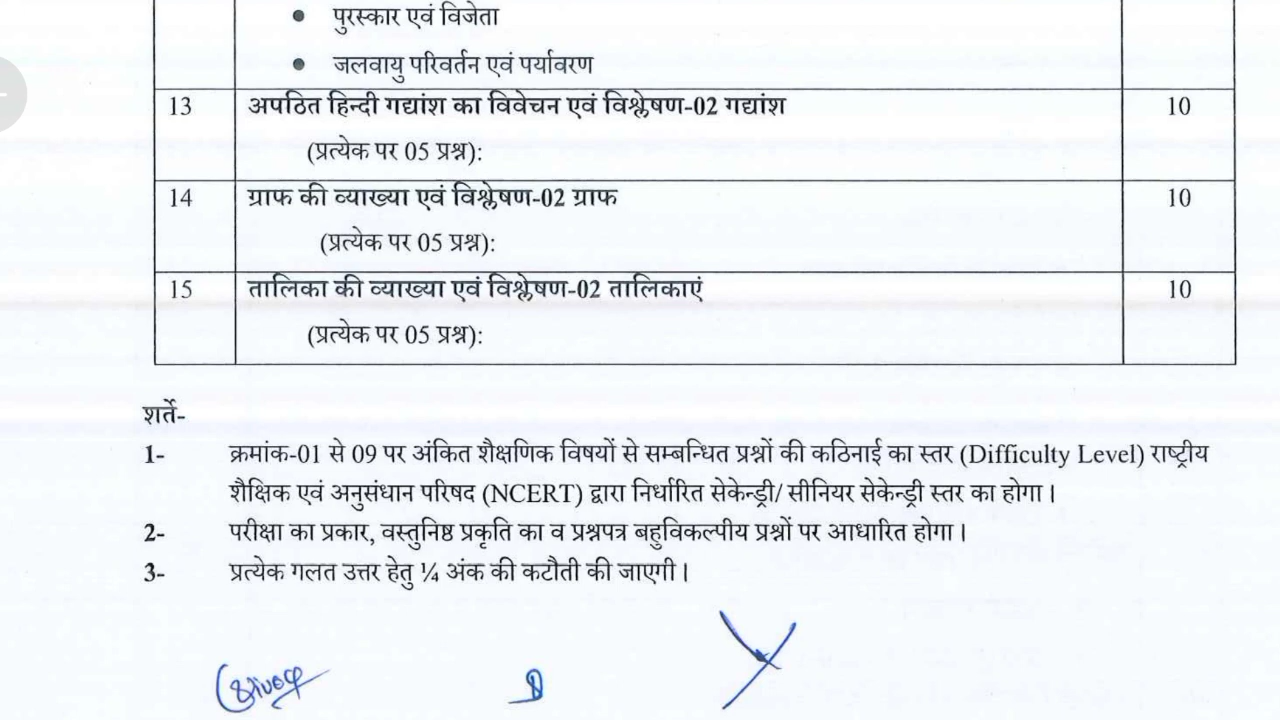 • पुरस्कार एवं विजेता
• जलवायु परिवर्तन एवं पर्यावरण
13 अपठित हिन्दी गद्यांश का विवेचन एवं विश्लेषण-02 गद्यांश 10
(प्रत्येक पर 05 प्रश्न):
14 ग्राफ की व्याख्या एवं विश्लेषण-02 ग्राफ 10
(प्रत्येक पर 05 प्रश्न):
15 तालिका की व्याख्या एवं विश्लेषण-02 तालिकाएं 10
(प्रत्येक पर 05 प्रश्न):
शर्ते-
1- क्रमांक-01 से 09 पर अंकित शैक्षणिक विषयों से सम्बन्धित प्रश्नों की कठिनाई का स्तर (Difficulty Level) राष्ट्रीय
शैक्षिक एवं अनुसंधान परिषद (NCERT) द्वारा निर्धारित सेकेन्ड्री/ सीनियर सेकेन्ड्री स्तर का होगा।
2- परीक्षा का प्रकार, वस्तुनिष्ठ प्रकृति का व प्रश्नपत्र बहुविकल्पीय प्रश्नों पर आधारित होगा।
3- प्रत्येक गलत उत्तर हेतु ¼ अंक की कटौती की जाएगी।